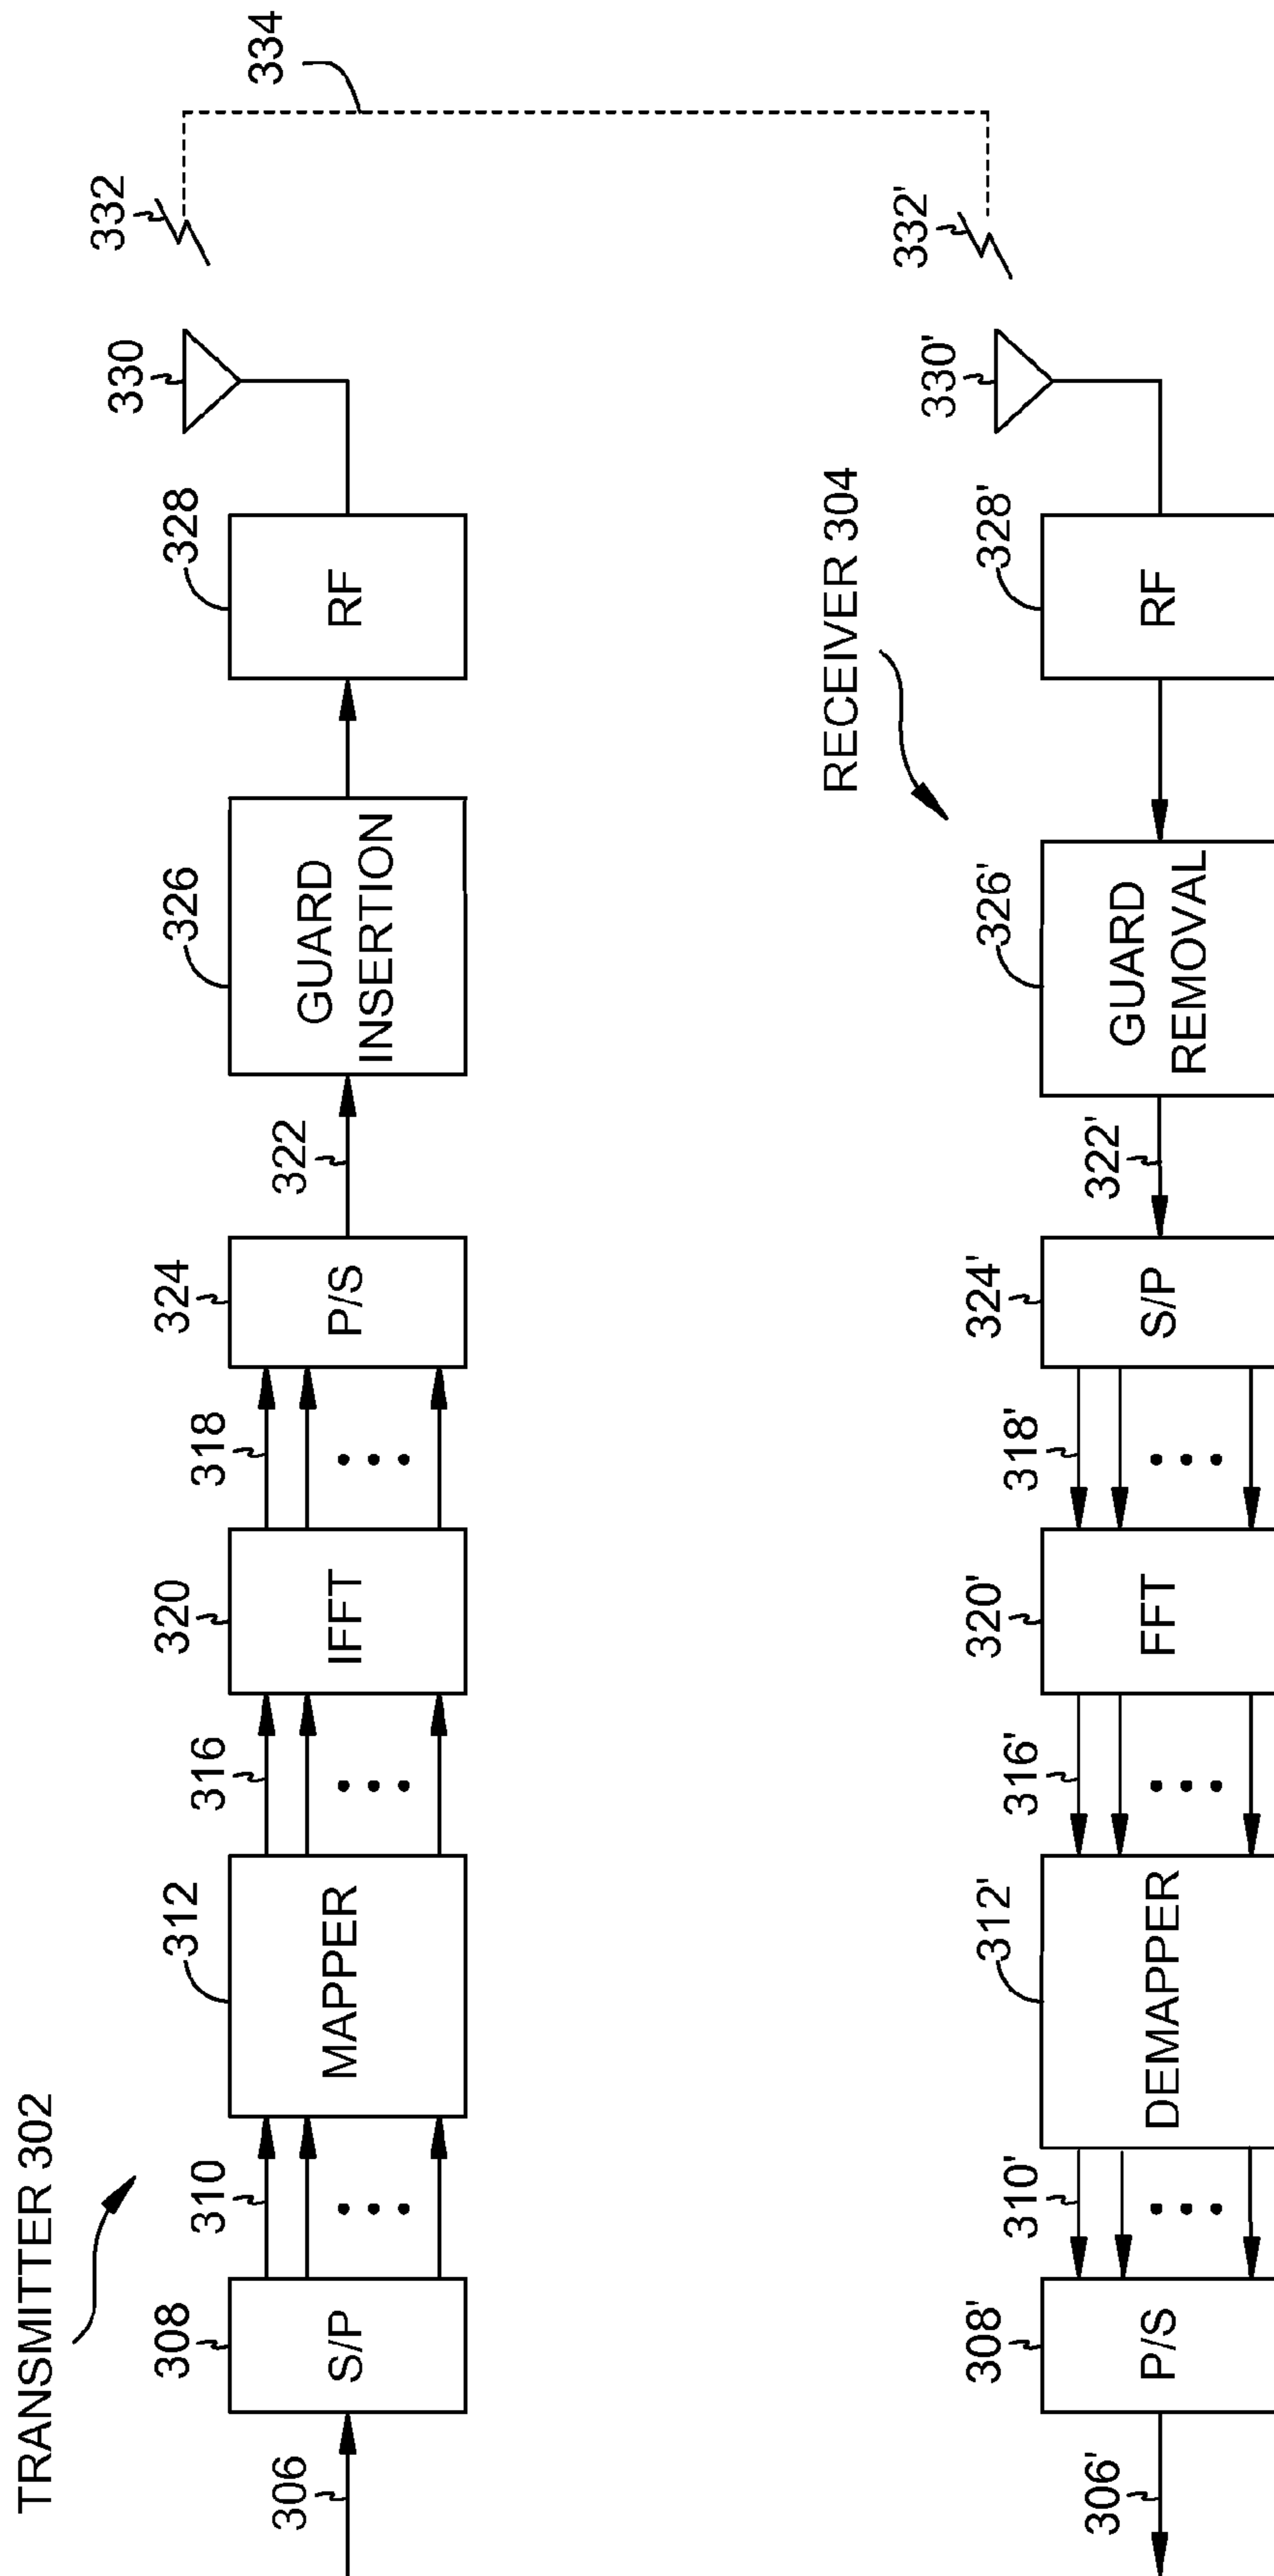 TRANSMITTER 302
306
308
S/P
310
312
MAPPER
316
320
IFFT
318
324
P/S
322
326
GUARD
INSERTION
328
RF
330
332
334
RECEIVER 304
306'
308'
P/S
310'
312'
DEMAPPER
316'
320'
FFT
318'
324'
S/P
322'
326'
GUARD
REMOVAL
328'
RF
330'
332'